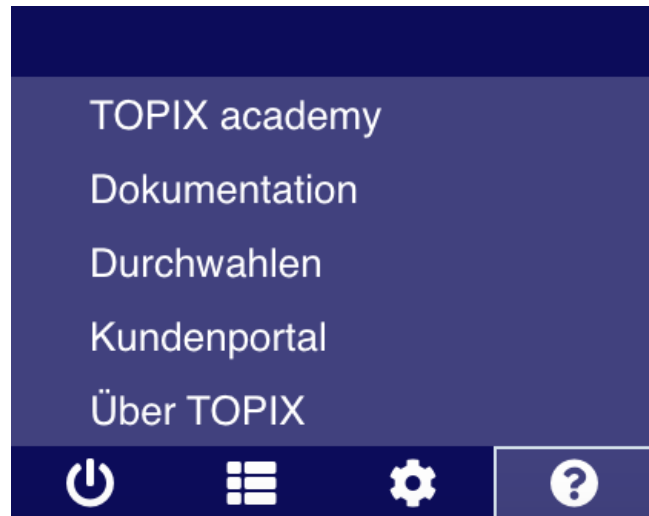 TOPIX academy
Dokumentation
Durchwahlen
Kundenportal
Über TOPIX
?